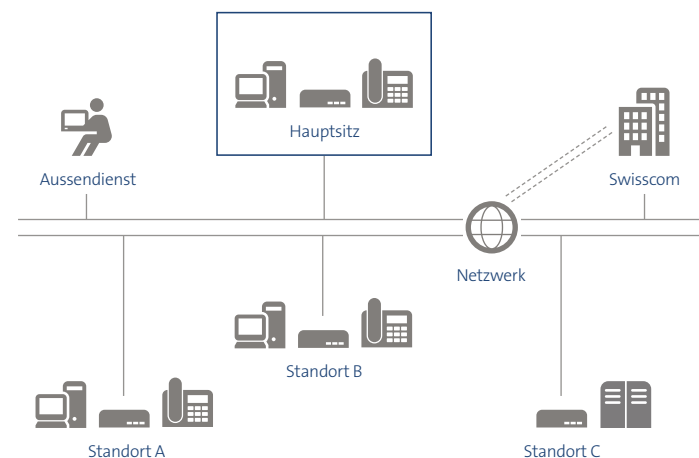 Hauptsitz
Aussendienst
Swisscom
Netzwerk
Standort B
Standort A
Standort C